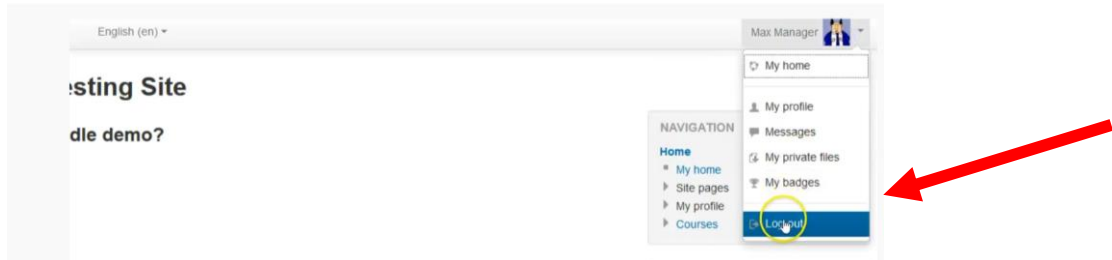 English (en)
Max Manager
esting Site
dle demo?
NAVIGATION
Home
My home
Site pages
My profile
Courses
My home
My profile
Messages
My private files
My badges
Log out